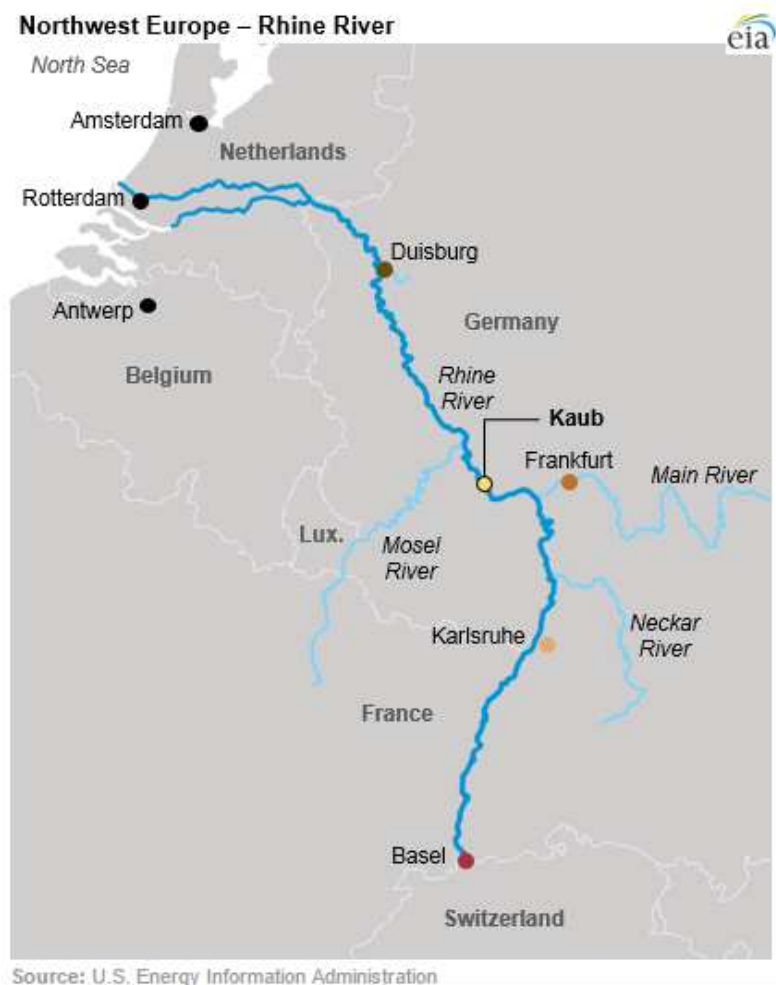 Northwest Europe – Rhine River
eia
North Sea
Amsterdam
Netherlands
Rotterdam
Duisburg
Antwerp
Germany
Belgium
Rhine
River
Kaub
Frankfurt
Main River
Lux.
Mosel
River
Karlsruhe
Neckar
River
France
Basel
Switzerland
Source: U.S. Energy Information Administration